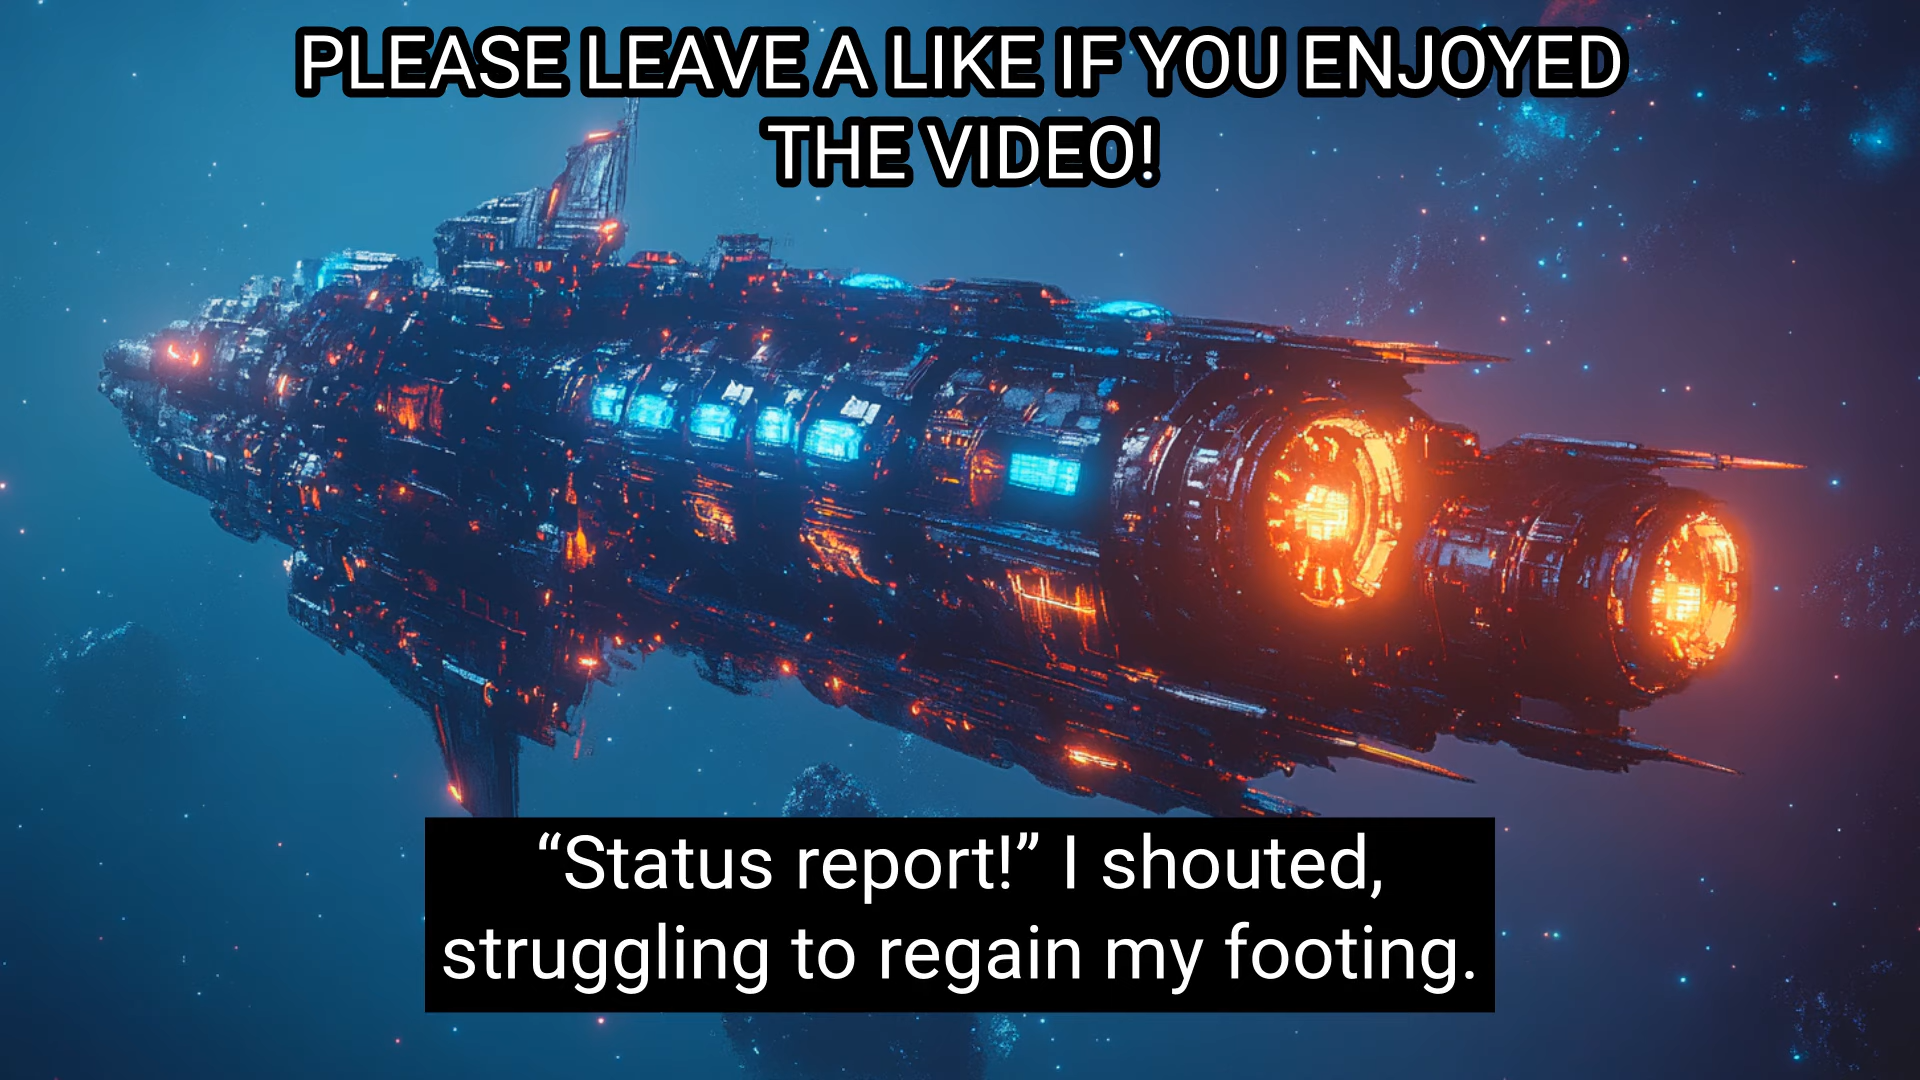 PLEASE LEAVE A LIKE IF YOU ENJOYED
THE VIDEO!
“Status report!” I shouted,
struggling to regain my footing.